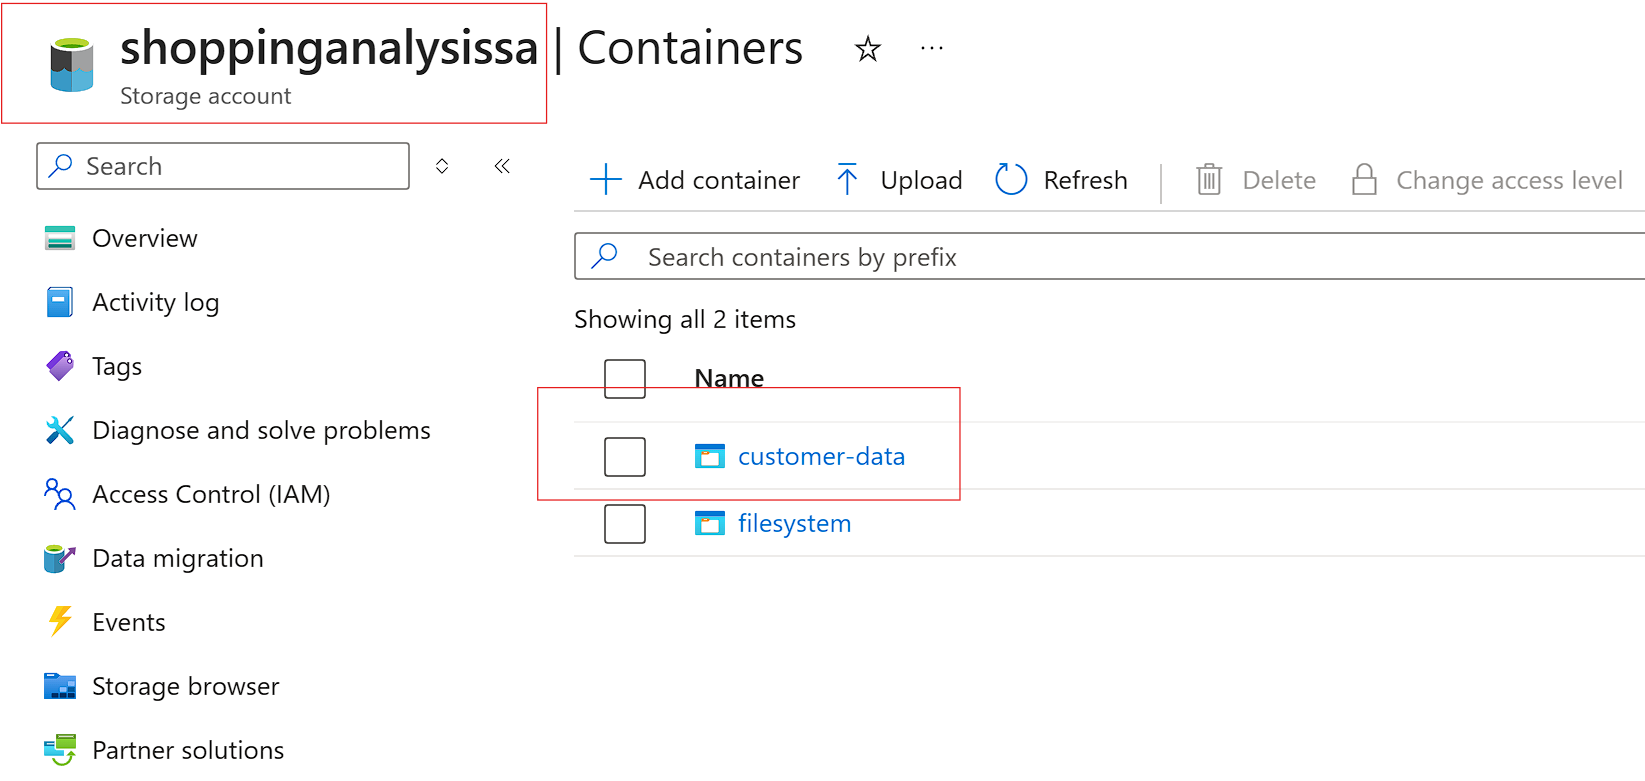 shoppinganalysissa | Containers
Storage account
Search
Add container
Upload
Refresh
Delete
Change access level
Overview
Activity log
Tags
Diagnose and solve problems
Access Control (IAM)
Data migration
Events
Storage browser
Partner solutions
Search containers by prefix
Showing all 2 items
Name
customer-data
filesystem